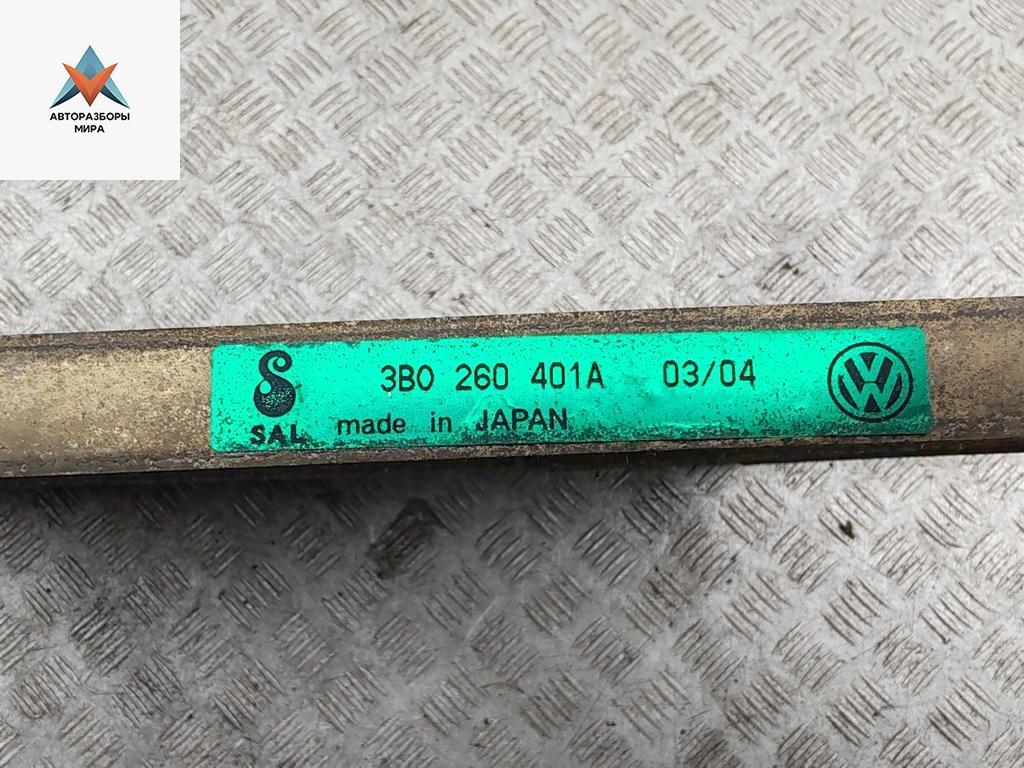 АВТОРАЗБОРЫ
МИРА
3B0 260 401A 03/04
SAL made in JAPAN